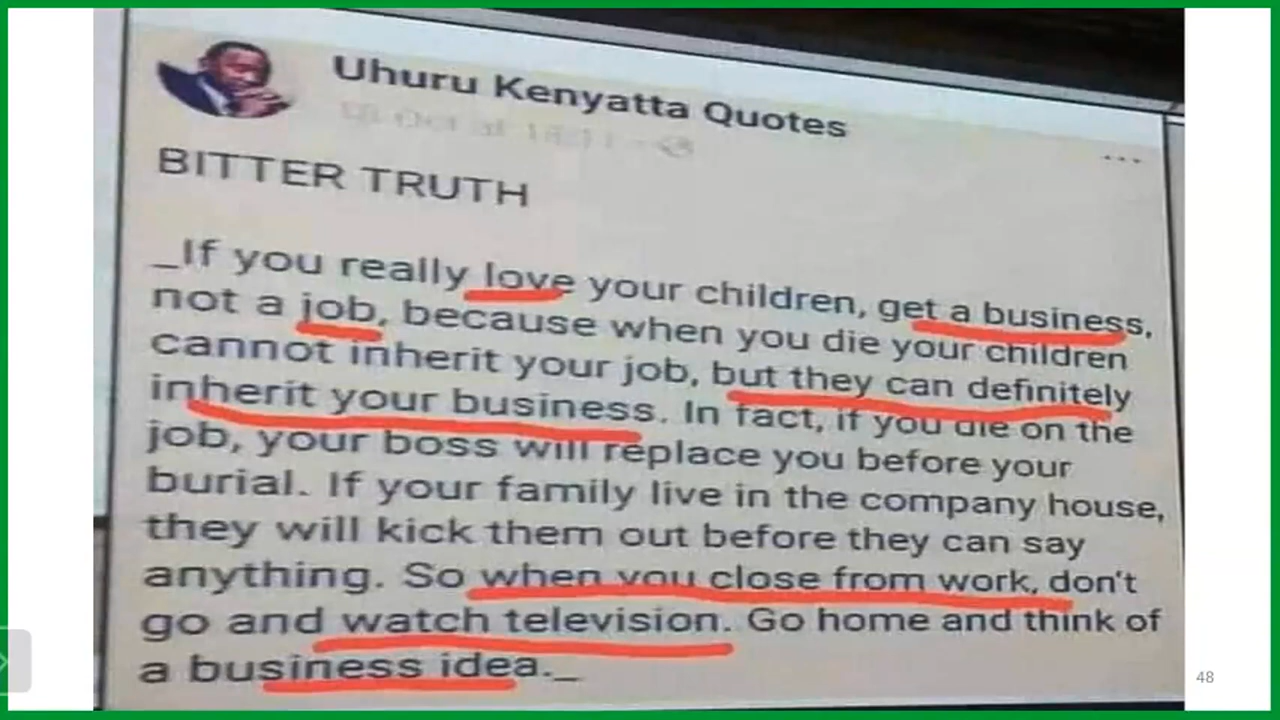 Uhuru Kenyatta Quotes
BITTER TRUTH
_If you really love your children, get a business,
not a job, because when you die your children
cannot inherit your job, but they can definitely
inherit your business. In fact, if you die on the
job, your boss will replace you before your
burial. If your family live in the company house,
they will kick them out before they can say
anything. So when you close from work, don't
go and watch television. Go home and think of
a business idea._
48